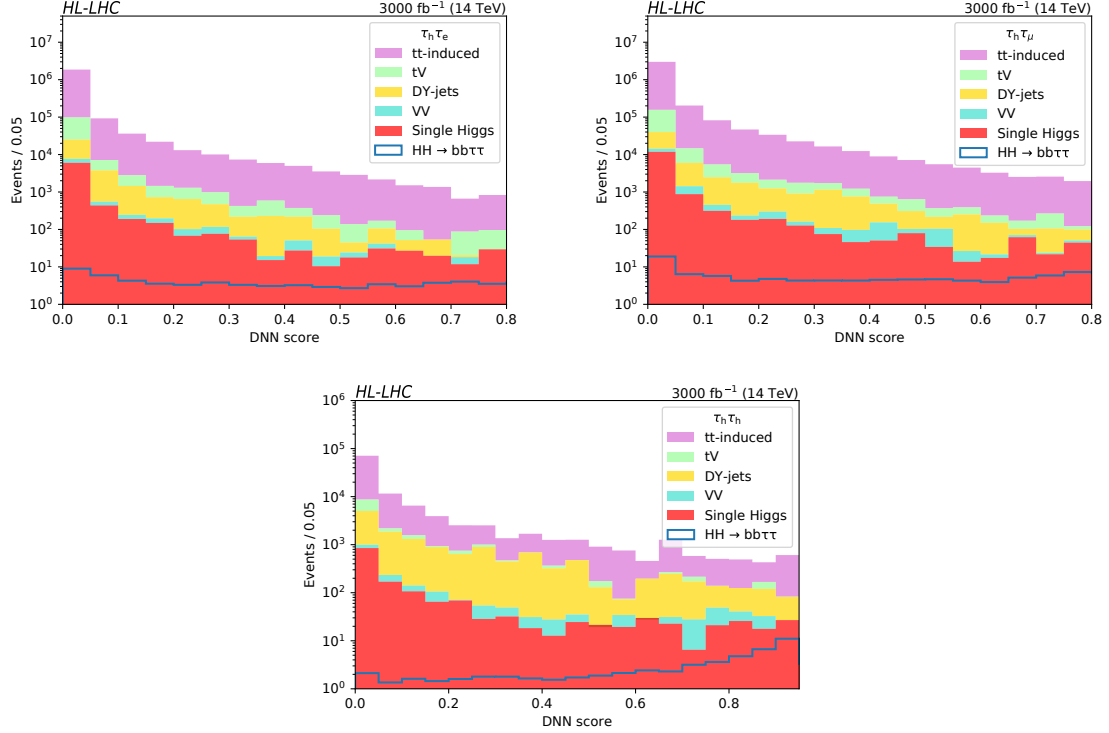 HL-LHC 3000 fb⁻¹ (14 TeV)
τhτe
tt-induced
tV
DY-jets
VV
Single Higgs
HH → bbττ
Events / 0.05
10⁷
10⁶
10⁵
10⁴
10³
10²
10¹
10⁰
0.0 0.1 0.2 0.3 0.4 0.5 0.6 0.7 0.8
DNN score
HL-LHC 3000 fb⁻¹ (14 TeV)
τhτμ
tt-induced
tV
DY-jets
VV
Single Higgs
HH → bbττ
Events / 0.05
10⁷
10⁶
10⁵
10⁴
10³
10²
10¹
10⁰
0.0 0.1 0.2 0.3 0.4 0.5 0.6 0.7 0.8
DNN score
HL-LHC 3000 fb⁻¹ (14 TeV)
τhτh
tt-induced
tV
DY-jets
VV
Single Higgs
HH → bbττ
Events / 0.05
10⁶
10⁵
10⁴
10³
10²
10¹
10⁰
0.0 0.2 0.4 0.6 0.8
DNN score